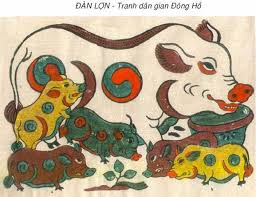 ĐÀN LỢN - Tranh dân gian Đông Hồ